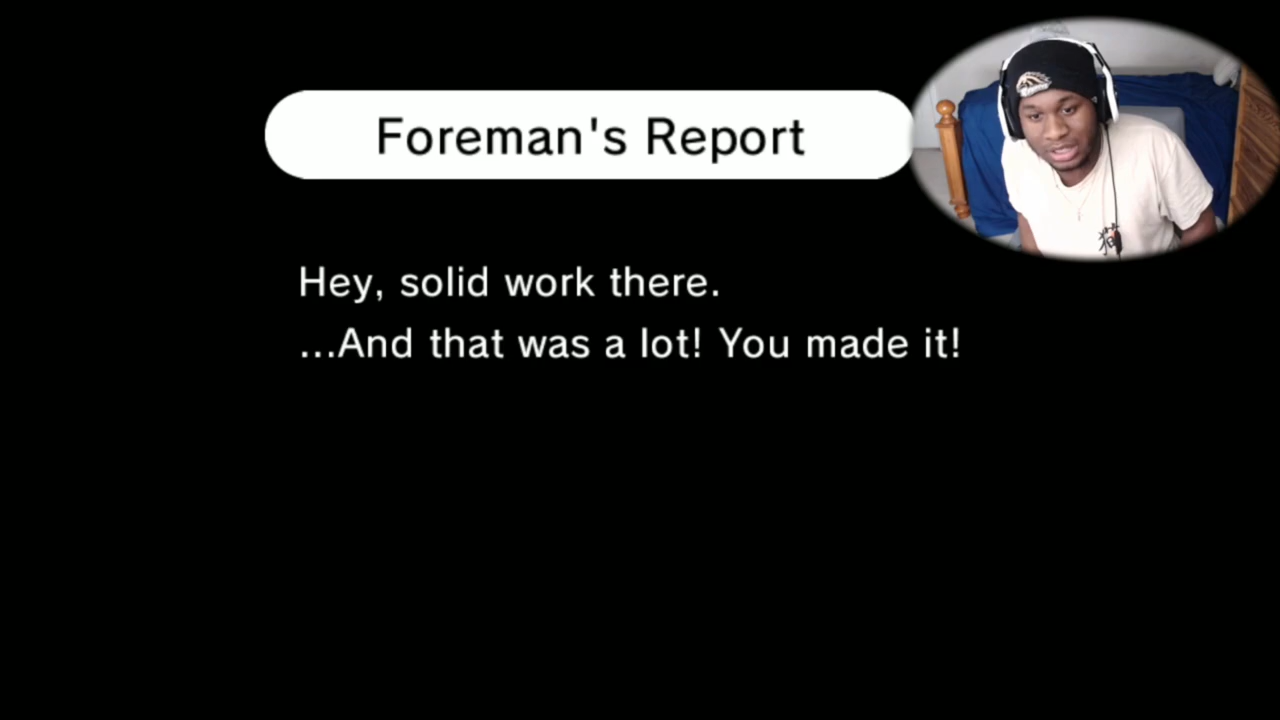 Foreman's Report
Hey, solid work there.
...And that was a lot! You made it!